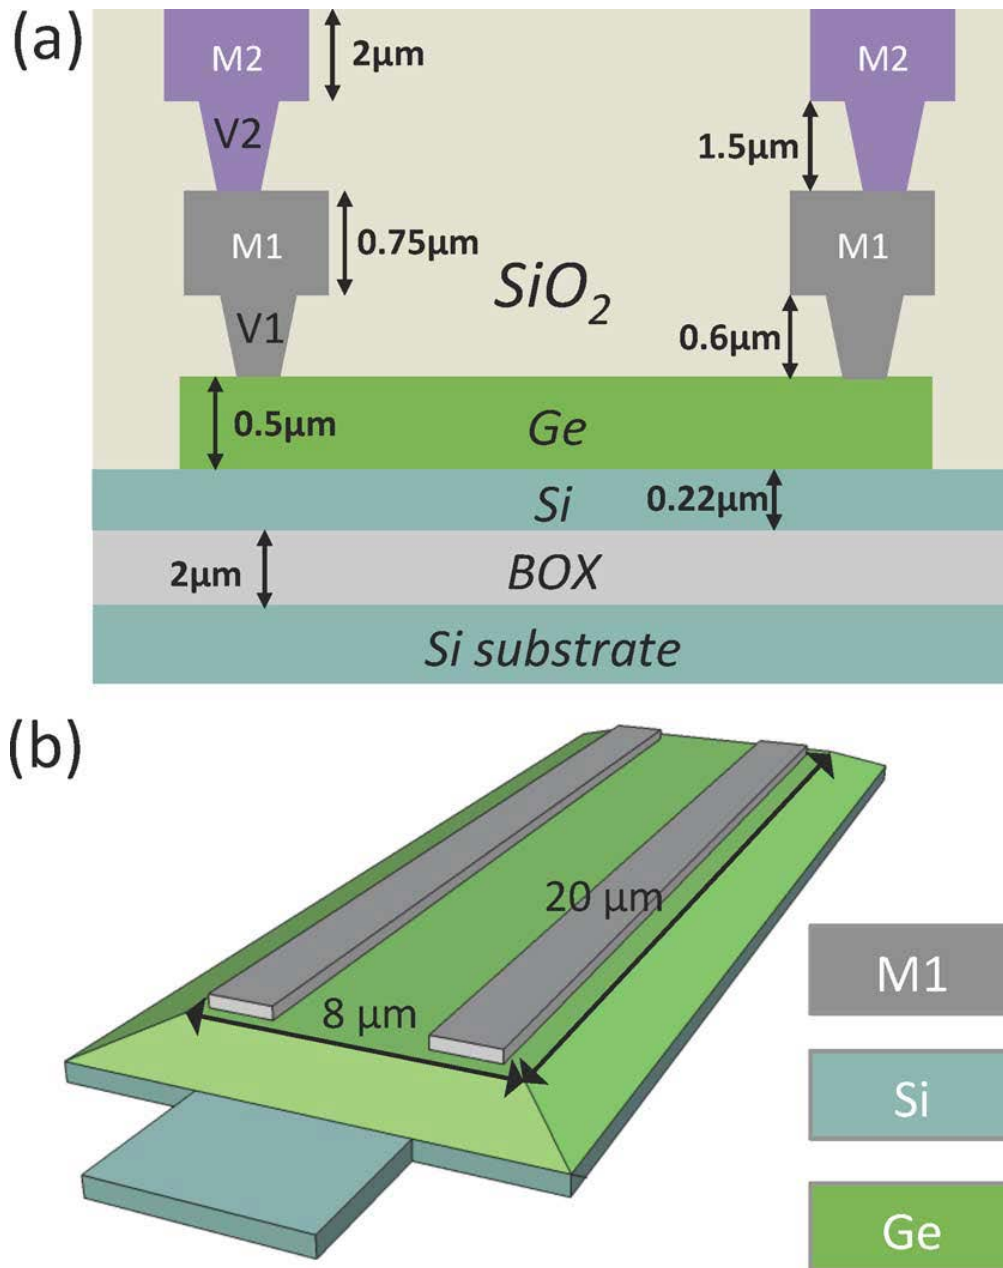 (a)
M2
2μm
M2
V2
1.5μm
M1
0.75μm
M1
SiO2
V1
0.6μm
0.5μm
Ge
Si
0.22μm
2μm
BOX
Si substrate
(b)
20 μm
8 μm
M1
Si
Ge